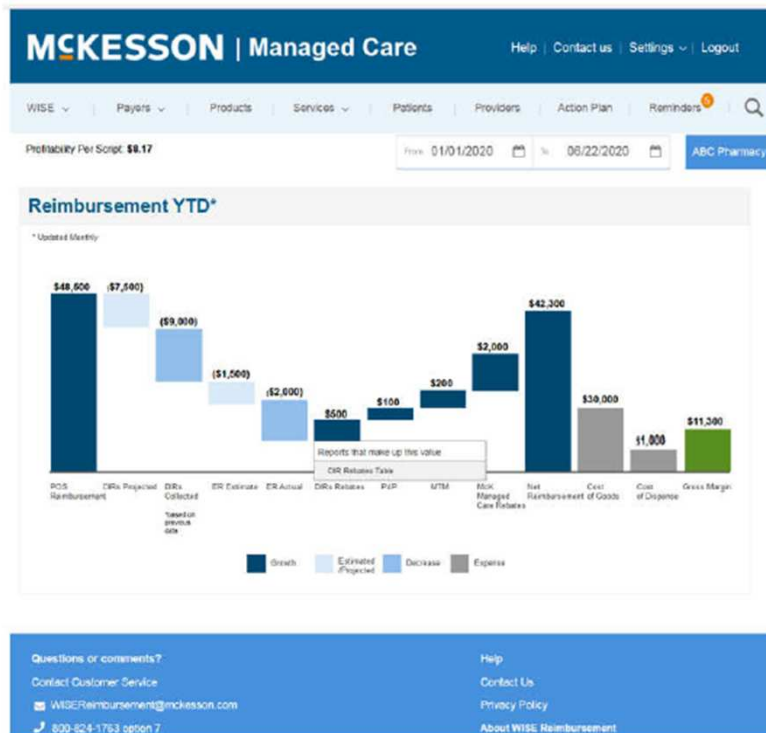 MCKESSON | Managed Care
Help | Contact us | Settings | Logout
WISE | Payers | Products | Services | Patients | Providers | Action Plan | Reminders 5
Profitability Per Script: $8.17
From 01/01/2020 To 06/22/2020 ABC Pharmacy
Reimbursement YTD*
* Updated Monthly
$48,500 ($7,500)
($9,000)
($1,500)
($2,000)
$500
$100
$200
$2,000
$42,300
$30,000
$1,000
$11,300
Reports that make up this value
DIR Rebates Table
POS Reimbursement
DIRs Projected
DIRs Collected
*based on previous data
ER Estimate
ER Actual
DIRs Rebates
MTM
McK Managed Care Rebates
Net Reimbursement
Cost of Goods
Cost of Dispense
Gross Margin
Growth
Estimated /Projected
Decrease
Expense
Questions or comments?
Contact Customer Service
WISEReimbursement@mckesson.com
800-824-1763 option 7
Help
Contact Us
Privacy Policy
About WISE Reimbursement